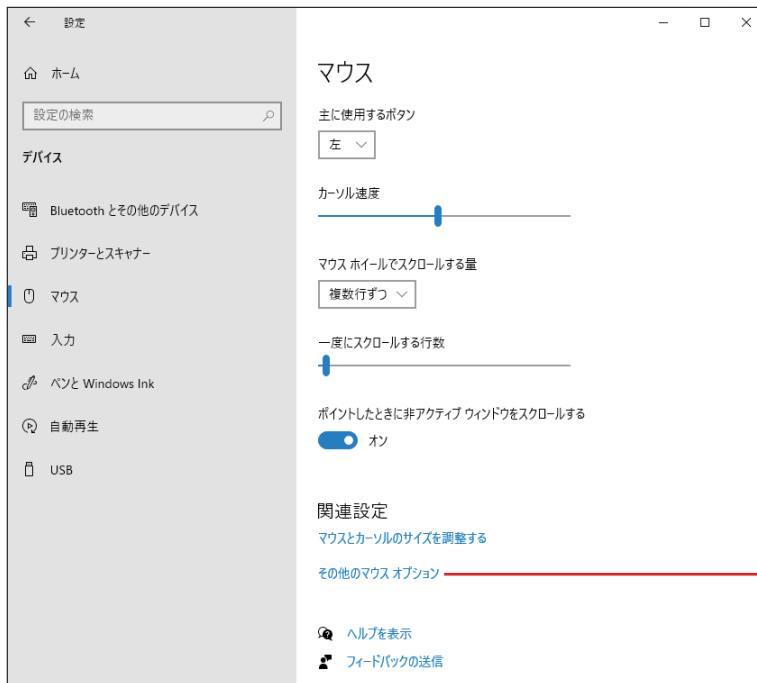 設定
ホーム
設定の検索
デバイス
Bluetooth とその他のデバイス
プリンターとスキャナー
マウス
入力
ペンと Windows Ink
自動再生
USB
マウス
主に使用するボタン
左
カーソル速度
マウス ホイールでスクロールする量
複数行ずつ
一度にスクロールする行数
ポイントしたときに非アクティブ ウィンドウをスクロールする
オン
関連設定
マウスとカーソルのサイズを調整する
その他のマウス オプション
ヘルプを表示
フィードバックの送信